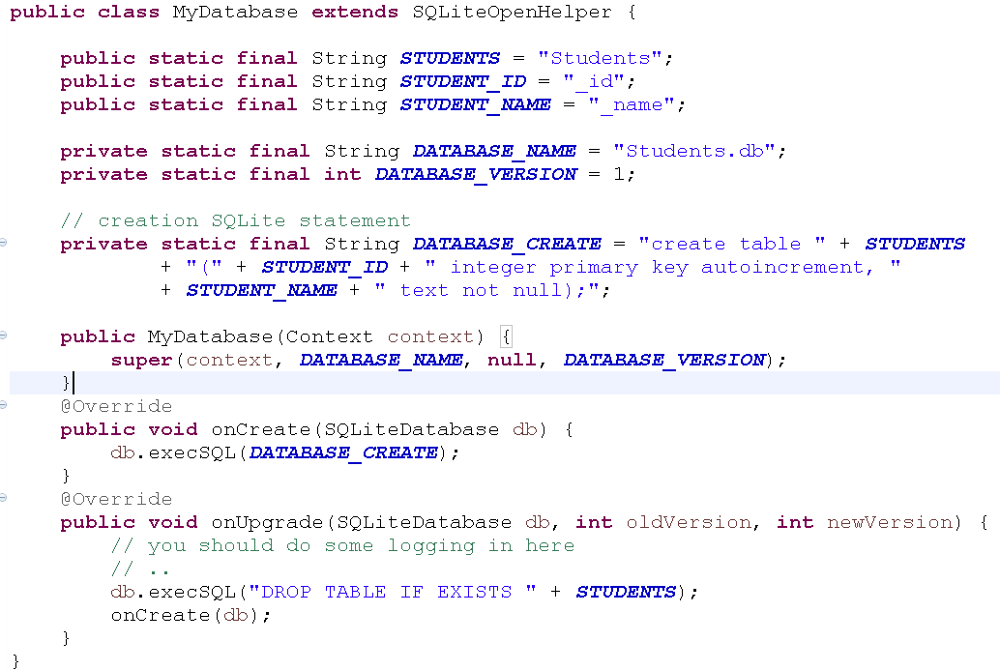 public class MyDatabase extends SQLiteOpenHelper {
public static final String STUDENTS = "Students";
public static final String STUDENT_ID = "_id";
public static final String STUDENT_NAME = "_name";
private static final String DATABASE_NAME = "Students.db";
private static final int DATABASE_VERSION = 1;
// creation SQLite statement
private static final String DATABASE_CREATE = "create table " + STUDENTS
+ "(" + STUDENT_ID + " integer primary key autoincrement, "
+ STUDENT_NAME + " text not null);";
public MyDatabase(Context context) {
super(context, DATABASE_NAME, null, DATABASE_VERSION);
}
@Override
public void onCreate(SQLiteDatabase db) {
db.execSQL(DATABASE_CREATE);
}
@Override
public void onUpgrade(SQLiteDatabase db, int oldVersion, int newVersion) {
// you should do some logging in here
// ..
db.execSQL("DROP TABLE IF EXISTS " + STUDENTS);
onCreate(db);
}
}